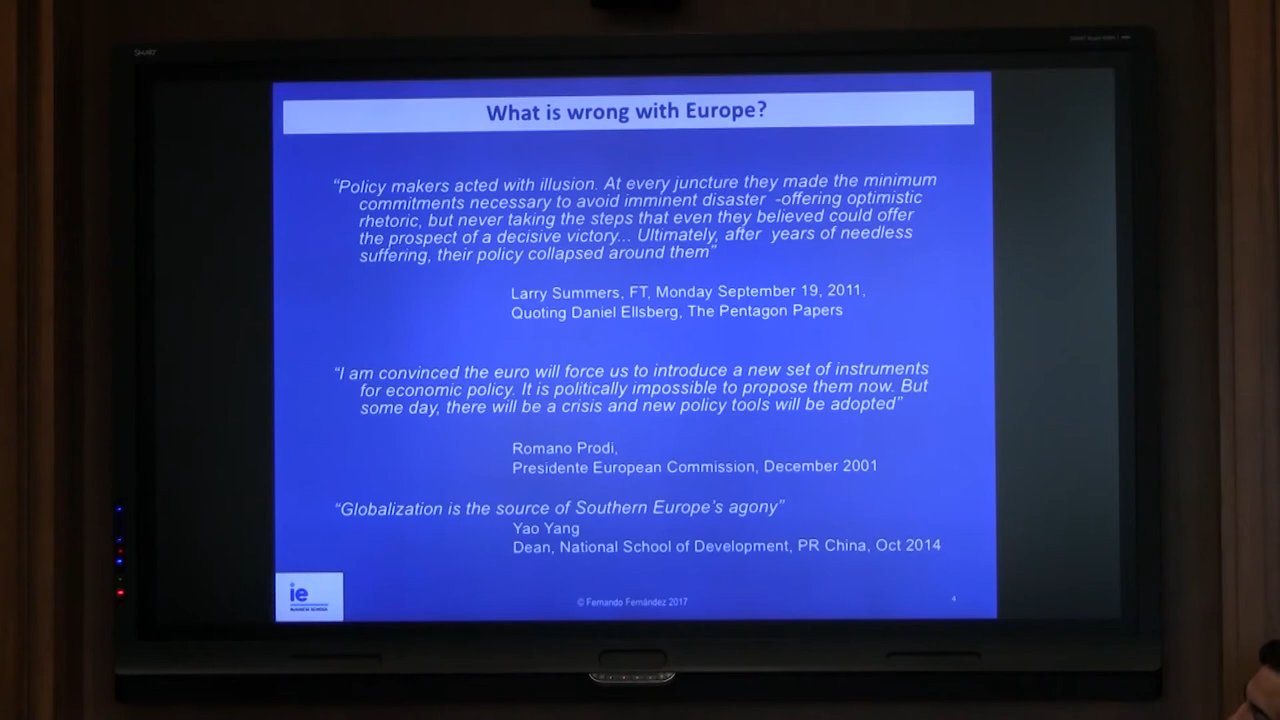 SMART
What is wrong with Europe?
“Policy makers acted with illusion. At every juncture they made the minimum
commitments necessary to avoid imminent disaster -offering optimistic
rhetoric, but never taking the steps that even they believed could offer
the prospect of a decisive victory... Ultimately, after years of needless
suffering, their policy collapsed around them”
Larry Summers, FT, Monday September 19, 2011,
Quoting Daniel Ellsberg, The Pentagon Papers
“I am convinced the euro will force us to introduce a new set of instruments
for economic policy. It is politically impossible to propose them now. But
some day, there will be a crisis and new policy tools will be adopted”
Romano Prodi,
Presidente European Commission, December 2001
“Globalization is the source of Southern Europe’s agony”
Yao Yang
Dean, National School of Development, PR China, Oct 2014
ie
BUSINESS SCHOOL
© Fernando Fernández 2017
4